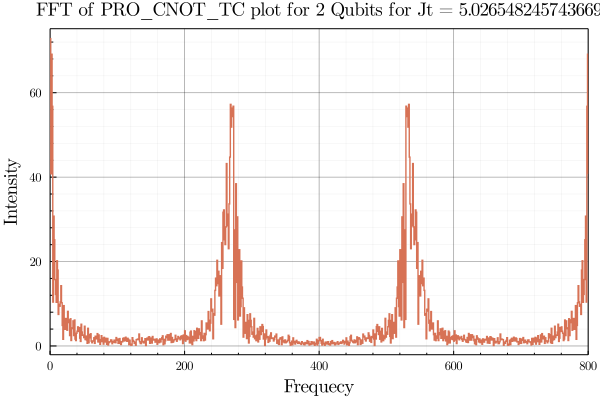 FFT of PRO_CNOT_TC plot for 2 Qubits for Jt = 5.026548245743669
Intensity
60
40
20
0
0 200 400 600 800
Frequecy